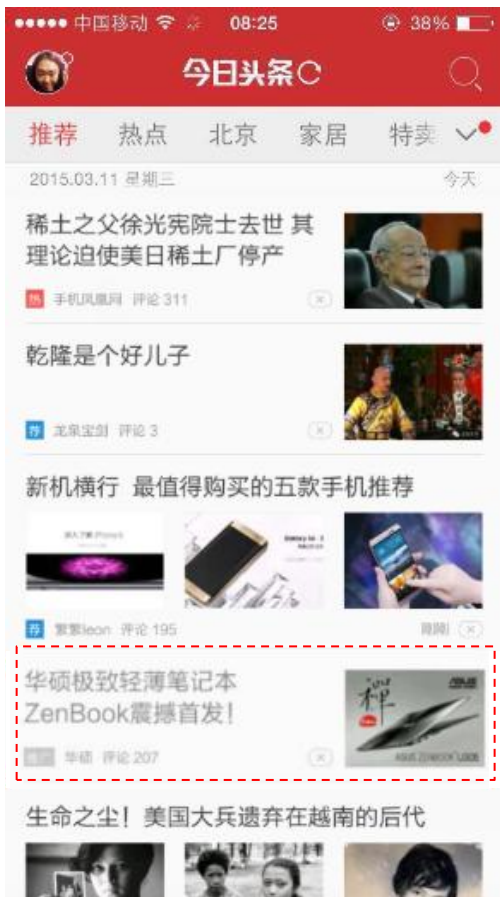 中国移动 08:25 38%
今日头条
推荐 热点 北京 家居 特卖
2015.03.11 星期三 今天
稀土之父徐光宪院士去世 其
理论迫使美日稀土厂停产
热 手机凤凰网 评论 311
乾隆是个好儿子
荐 龙泉宝剑 评论 3
新机横行 最值得购买的五款手机推荐
荐 繁繁leon 评论 195 刚刚
华硕极致轻薄笔记本
ZenBook震撼首发！
禅
ASUS
ASUS ZENBOOK
华硕 评论 207
生命之尘！美国大兵遗弃在越南的后代